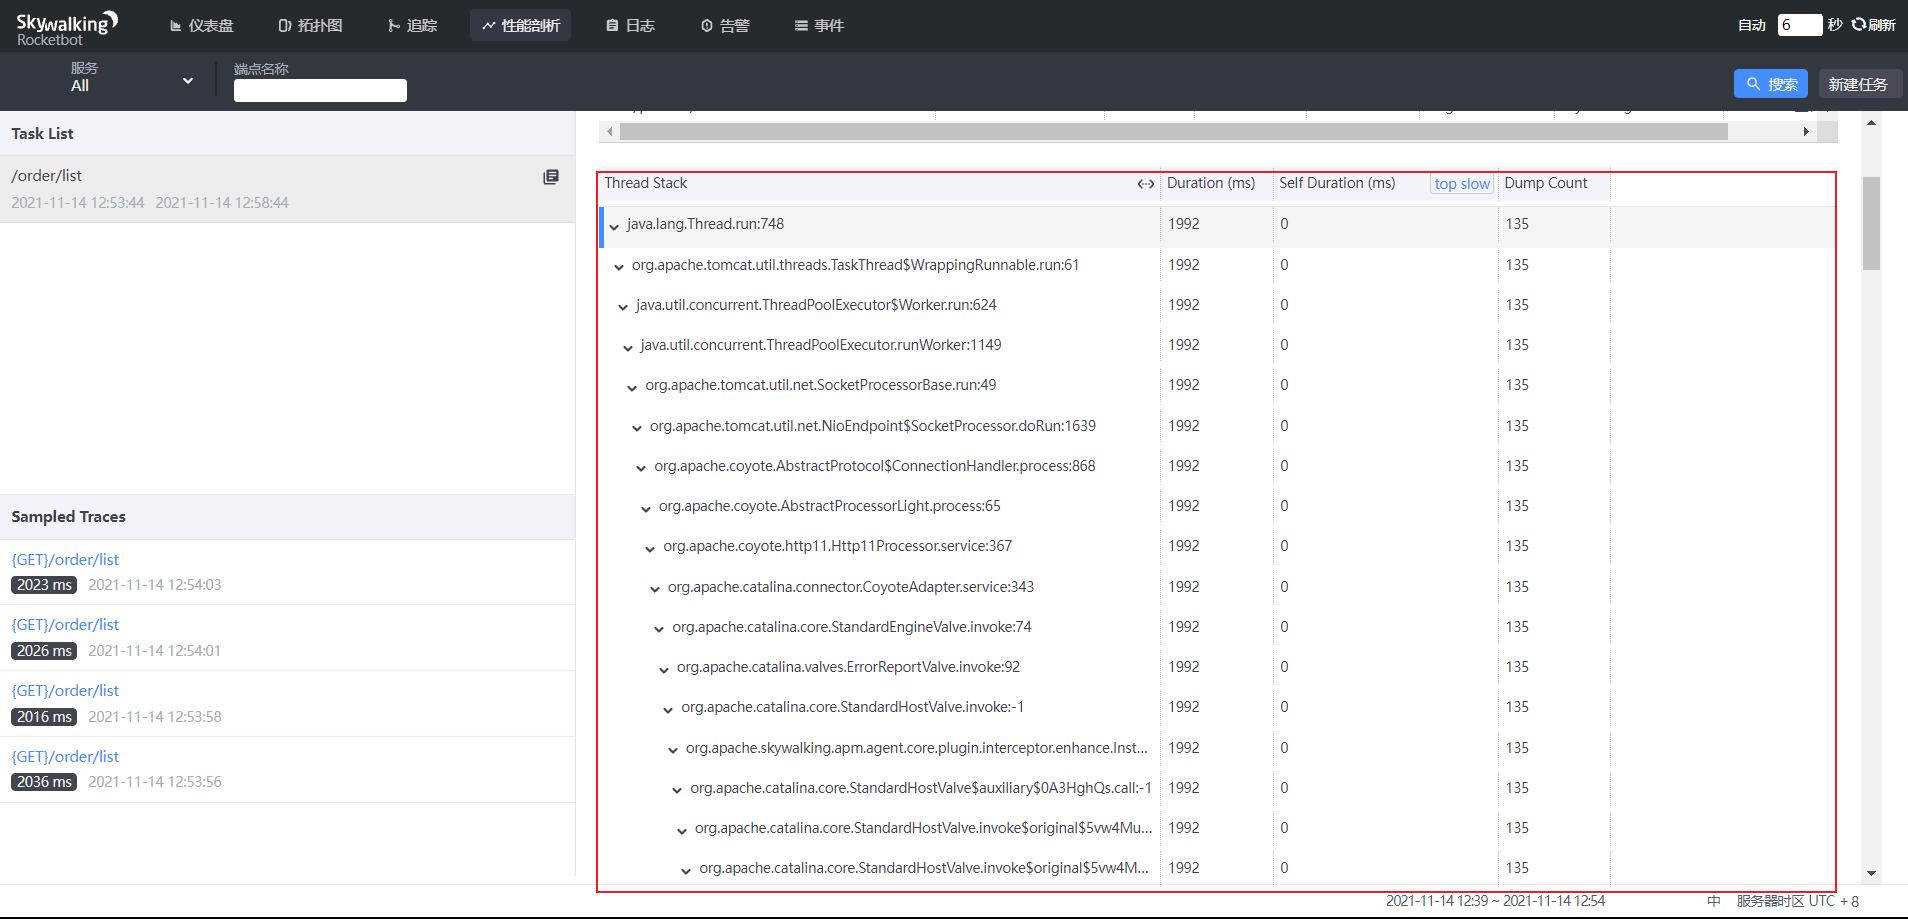 Skywalking
Rocketbot
仪表盘
拓扑图
追踪
性能剖析
日志
告警
事件
自动 6 秒 刷新
服务
All
端点名称
搜索
新建任务
Task List
/order/list
2021-11-14 12:53:44 2021-11-14 12:58:44
Sampled Traces
{GET}/order/list
2023 ms 2021-11-14 12:54:03
{GET}/order/list
2026 ms 2021-11-14 12:54:01
{GET}/order/list
2016 ms 2021-11-14 12:53:58
{GET}/order/list
2036 ms 2021-11-14 12:53:56
Thread Stack Duration (ms) Self Duration (ms) top slow Dump Count
java.lang.Thread.run:748 1992 0 135
org.apache.tomcat.util.threads.TaskThread$WrappingRunnable.run:61 1992 0 135
java.util.concurrent.ThreadPoolExecutor$Worker.run:624 1992 0 135
java.util.concurrent.ThreadPoolExecutor.runWorker:1149 1992 0 135
org.apache.tomcat.util.net.SocketProcessorBase.run:49 1992 0 135
org.apache.tomcat.util.net.NioEndpoint$SocketProcessor.doRun:1639 1992 0 135
org.apache.coyote.AbstractProtocol$ConnectionHandler.process:868 1992 0 135
org.apache.coyote.AbstractProcessorLight.process:65 1992 0 135
org.apache.coyote.http11.Http11Processor.service:367 1992 0 135
org.apache.catalina.connector.CoyoteAdapter.service:343 1992 0 135
org.apache.catalina.core.StandardEngineValve.invoke:74 1992 0 135
org.apache.catalina.valves.ErrorReportValve.invoke:92 1992 0 135
org.apache.catalina.core.StandardHostValve.invoke:-1 1992 0 135
org.apache.skywalking.apm.agent.core.plugin.interceptor.enhance.Inst... 1992 0 135
org.apache.catalina.core.StandardHostValve$auxiliary$0A3HghQs.call:-1 1992 0 135
org.apache.catalina.core.StandardHostValve.invoke$original$5vw4Mu... 1992 0 135
org.apache.catalina.core.StandardHostValve.invoke$original$5vw4M... 1992 0 135
2021-11-14 12:39 ~ 2021-11-14 12:54 中 服务器时区 UTC + 8